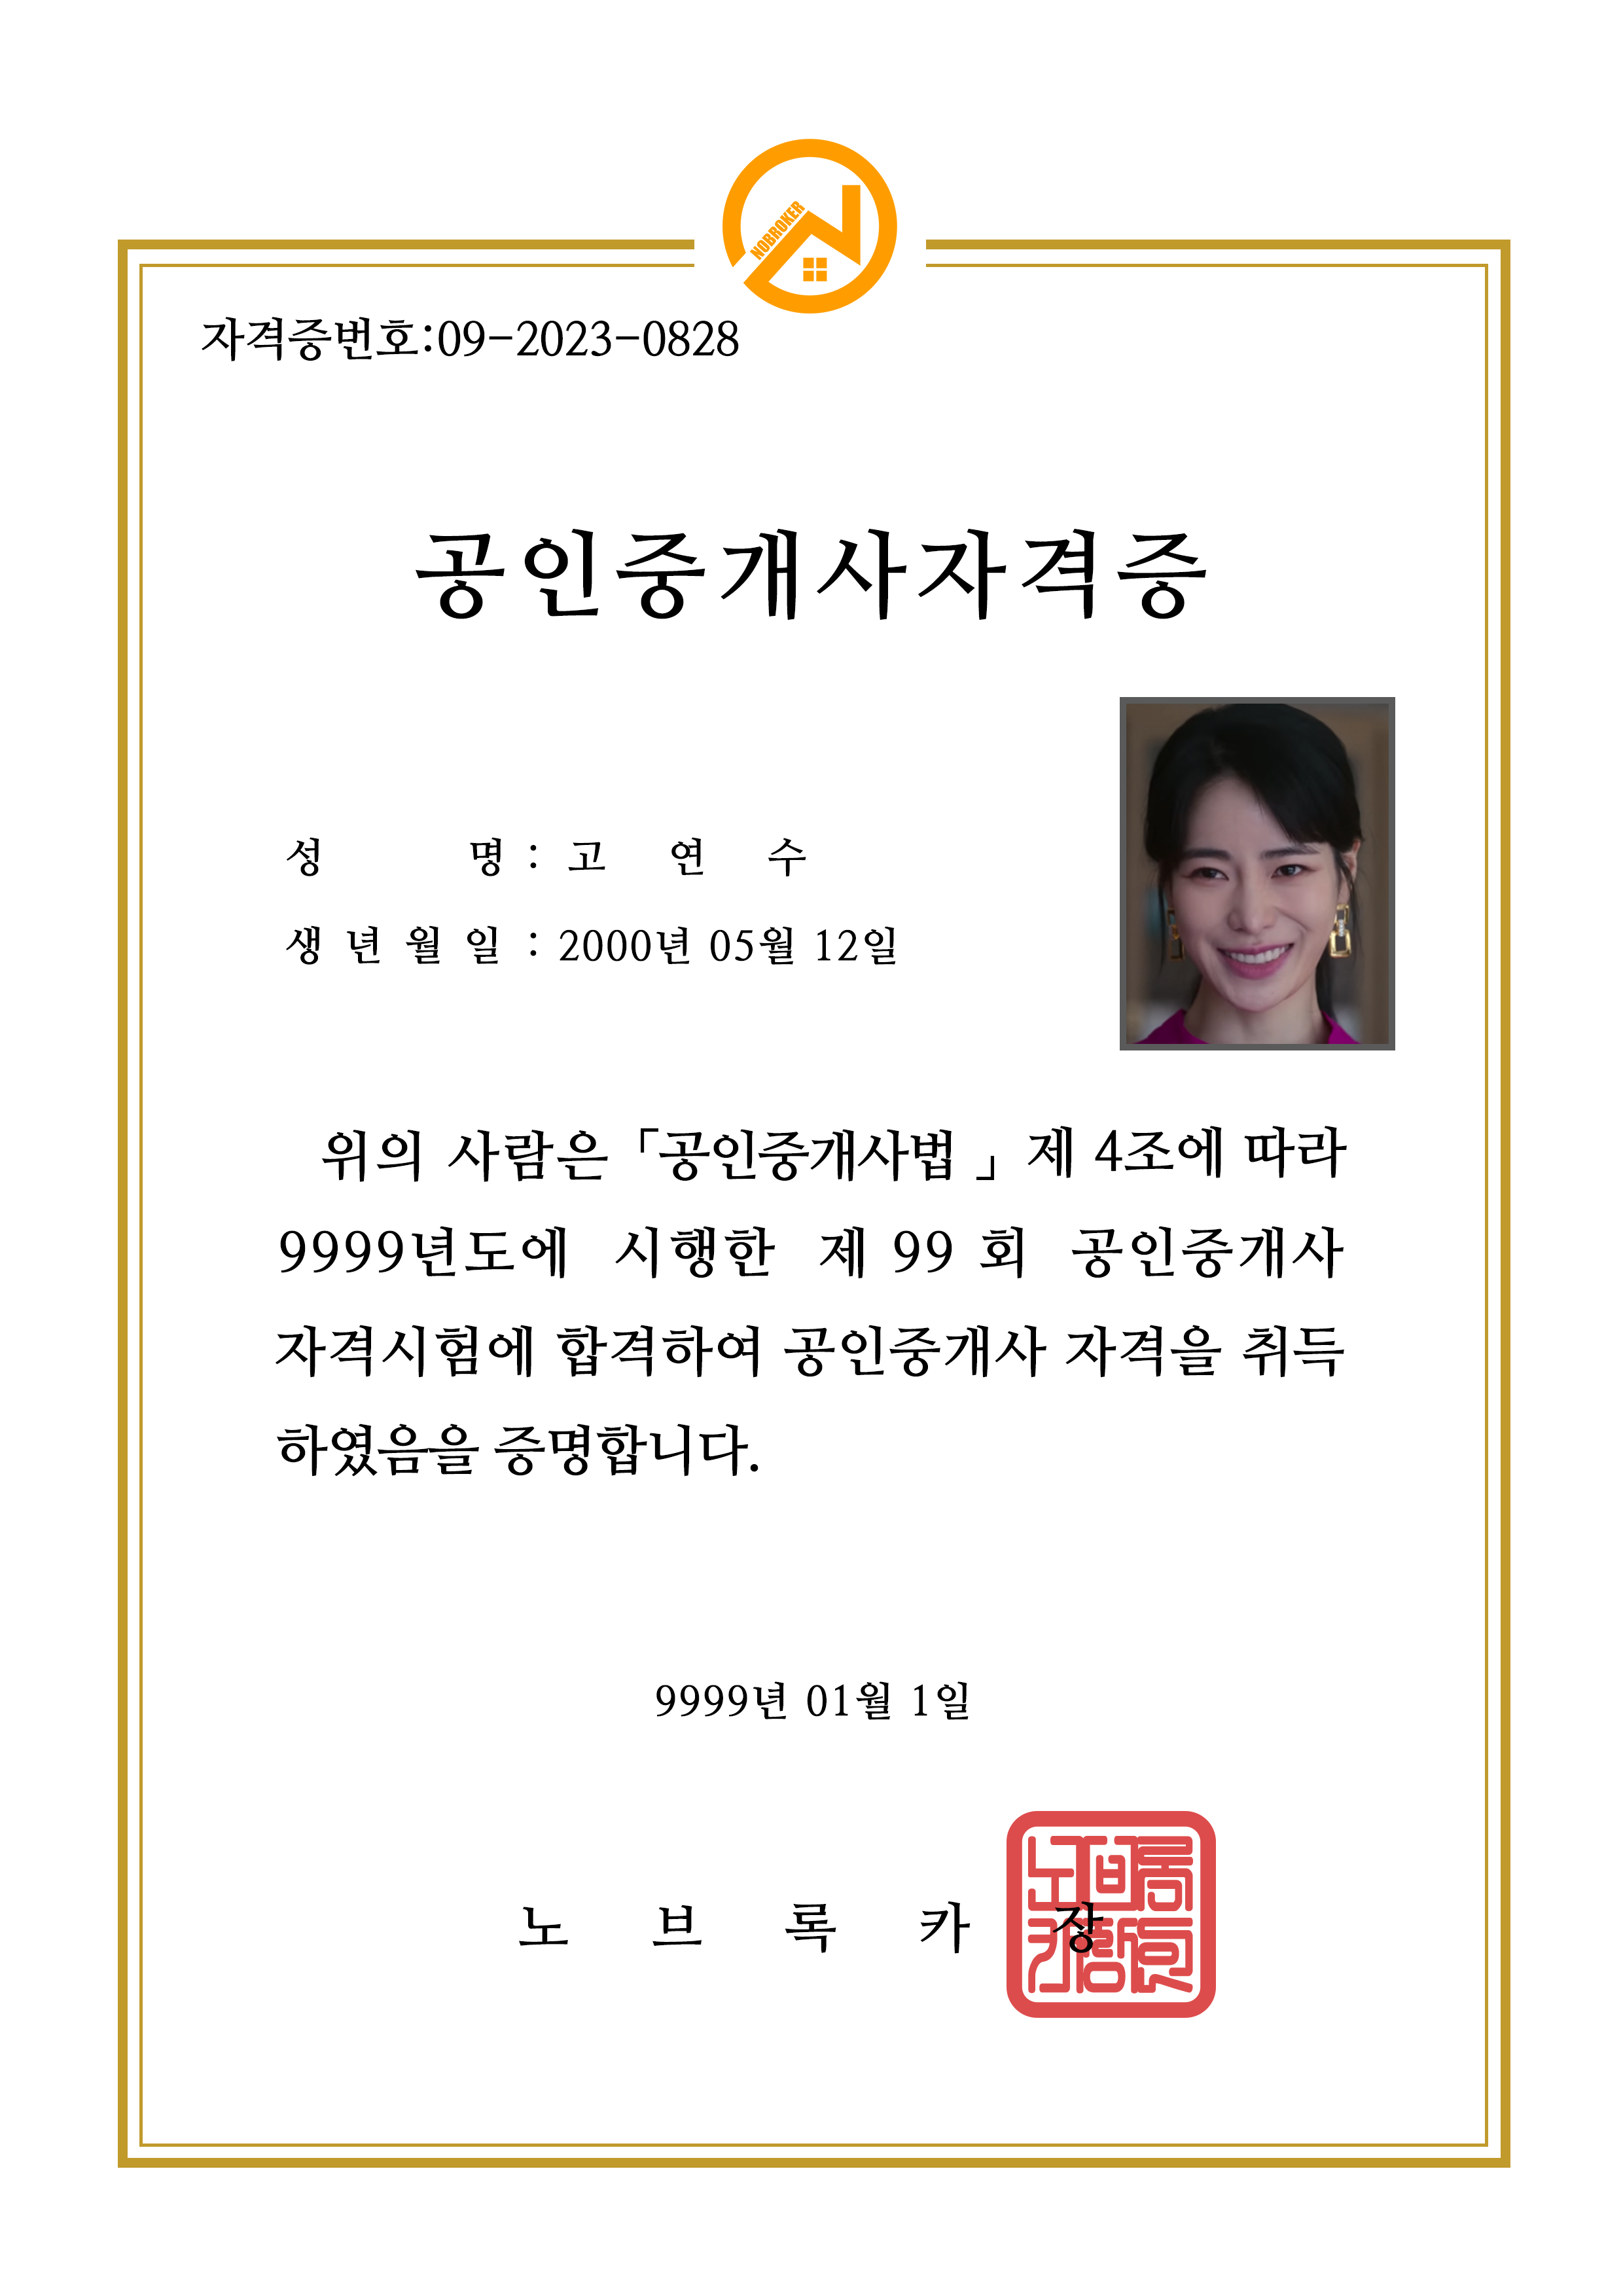 NOBROKER
자격증번호:09-2023-0828
공인중개사자격증
성 명 : 고 연 수
생 년 월 일 : 2000년 05월 12일
위의 사람은 「공인중개사법 」 제 4조에 따라
9999년도에 시행한 제 99 회 공인중개사
자격시험에 합격하여 공인중개사 자격을 취득
하였음을 증명합니다.
9999년 01월 1일
노 브 록 카 장